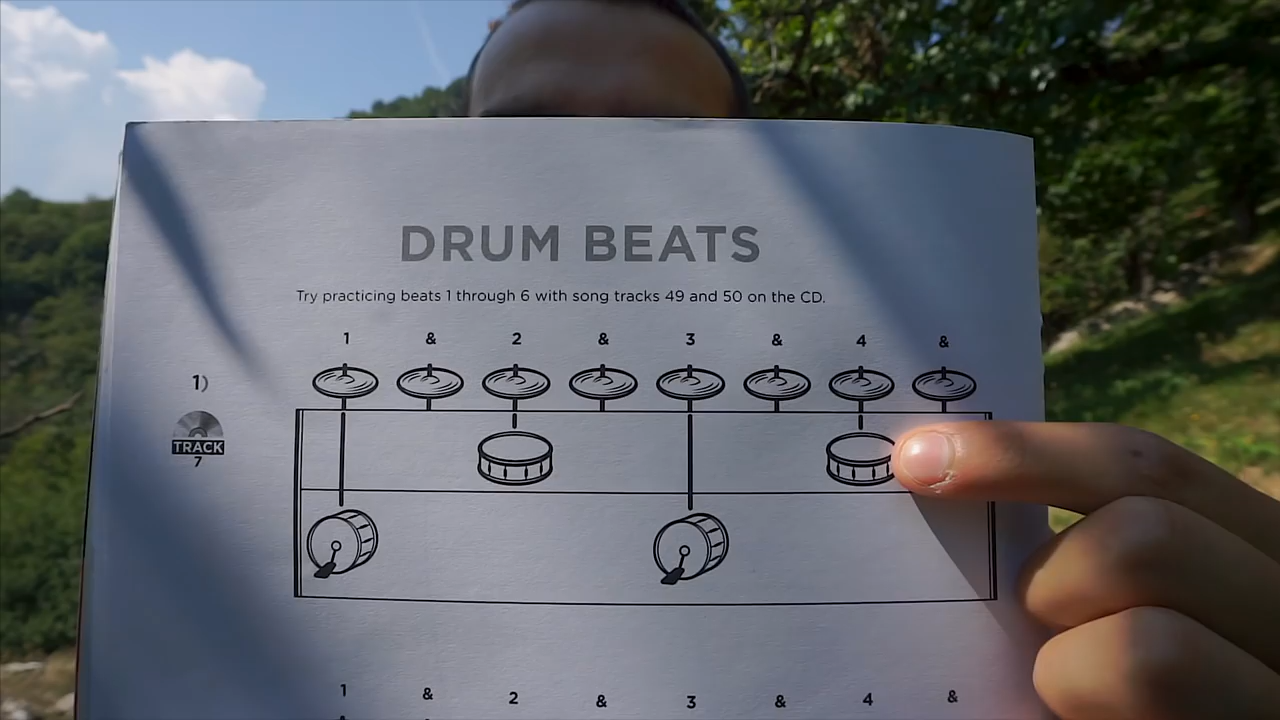 DRUM BEATS
Try practicing beats 1 through 6 with song tracks 49 and 50 on the CD.
1 & 2 & 3 & 4 &
1)
TRACK
7
1 & 2 & 3 & 4 &